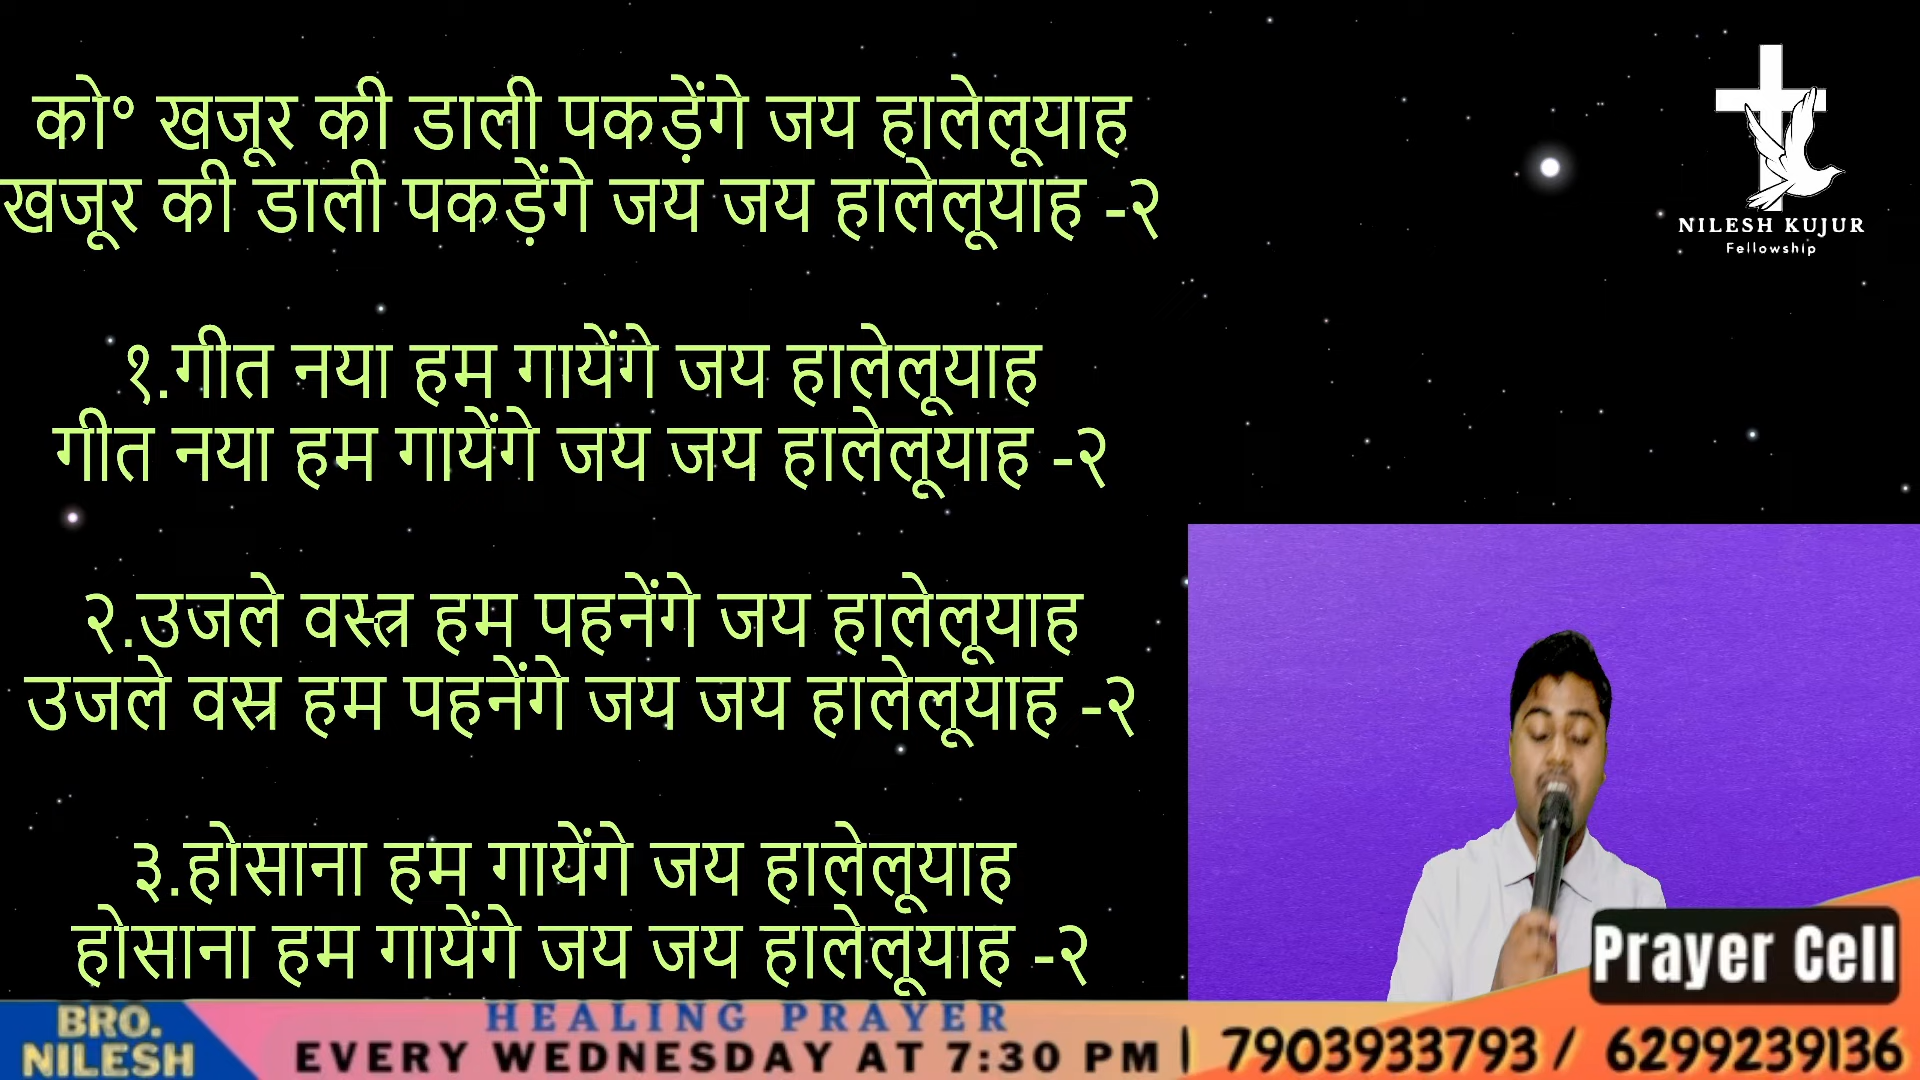 को° खजूर की डाली पकड़ेंगे जय हालेलूयाह
खजूर की डाली पकड़ेंगे जय जय हालेलूयाह -२
१.गीत नया हम गायेंगे जय हालेलूयाह
गीत नया हम गायेंगे जय जय हालेलूयाह -२
२.उजले वस्त्र हम पहनेंगे जय हालेलूयाह
उजले वस्र हम पहनेंगे जय जय हालेलूयाह -२
३.होसाना हम गायेंगे जय हालेलूयाह
होसाना हम गायेंगे जय जय हालेलूयाह -२
NILESH KUJUR
Fellowship
Prayer Cell
BRO.
NILESH
HEALING PRAYER
EVERY WEDNESDAY AT 7:30 PM | 7903933793 / 6299239136